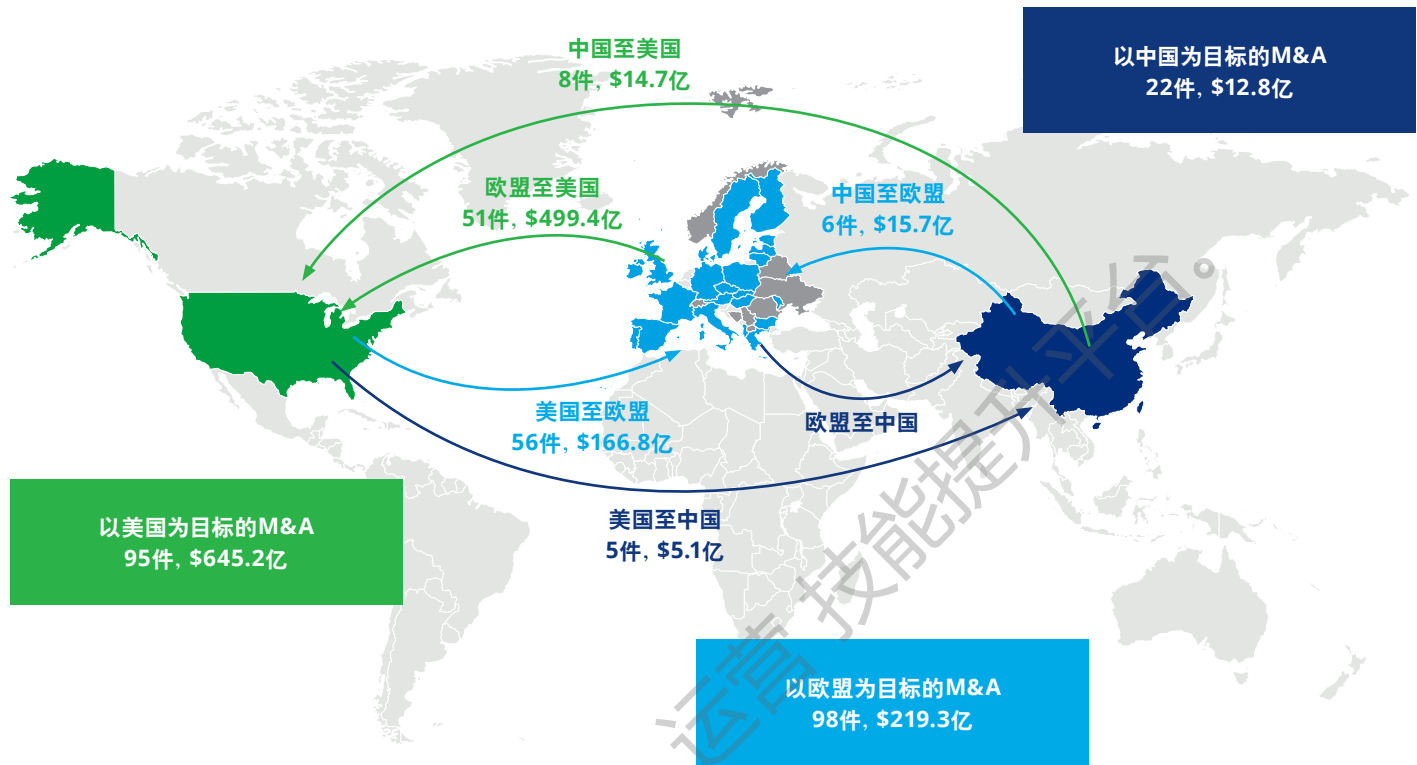 中国至美国
8件, $14.7亿
以中国为目标的M&A
22件, $12.8亿
欧盟至美国
51件, $499.4亿
中国至欧盟
6件, $15.7亿
美国至欧盟
56件, $166.8亿
欧盟至中国
美国至中国
5件, $5.1亿
以美国为目标的M&A
95件, $645.2亿
以欧盟为目标的M&A
98件, $219.3亿
运营 技能提升平台。